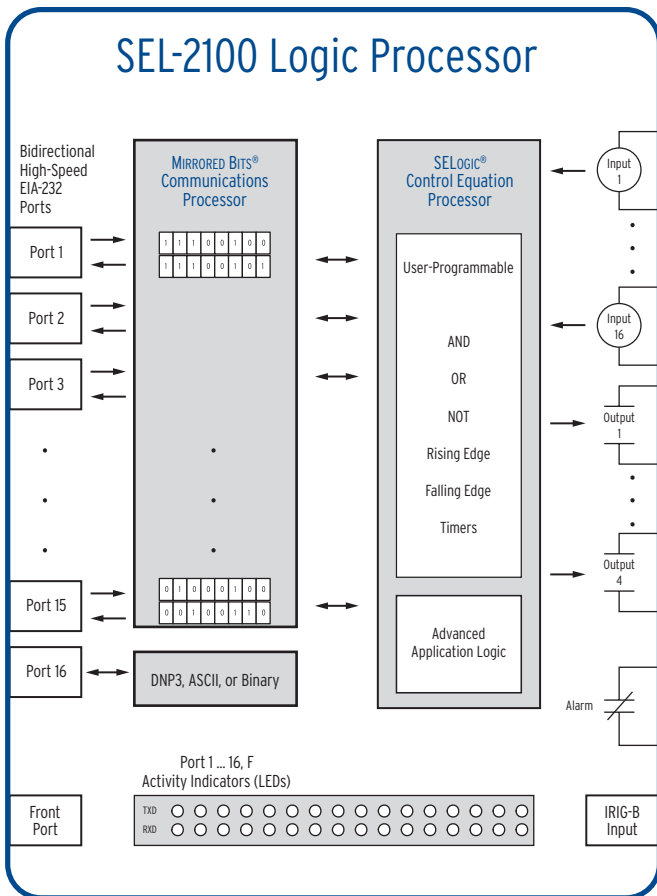 SEL-2100 Logic Processor
Bidirectional
High-Speed
EIA-232
Ports
MIRRORED BITS®
Communications
Processor
SELOGIC®
Control Equation
Processor
Input
1
Port 1
1 1 1 0 0 1 0 0
1 1 1 0 0 1 0 1
User-Programmable
Port 2
Input
16
AND
Port 3
OR
Output
1
NOT
Rising Edge
Falling Edge
Timers
Output
4
Port 15
0 1 0 0 0 1 0 0
0 0 1 0 0 1 1 0
Advanced
Application Logic
Port 16
DNP3, ASCII, or Binary
Alarm
Port 1 ... 16, F
Activity Indicators (LEDs)
Front
Port
TXD
RXD
IRIG-B
Input